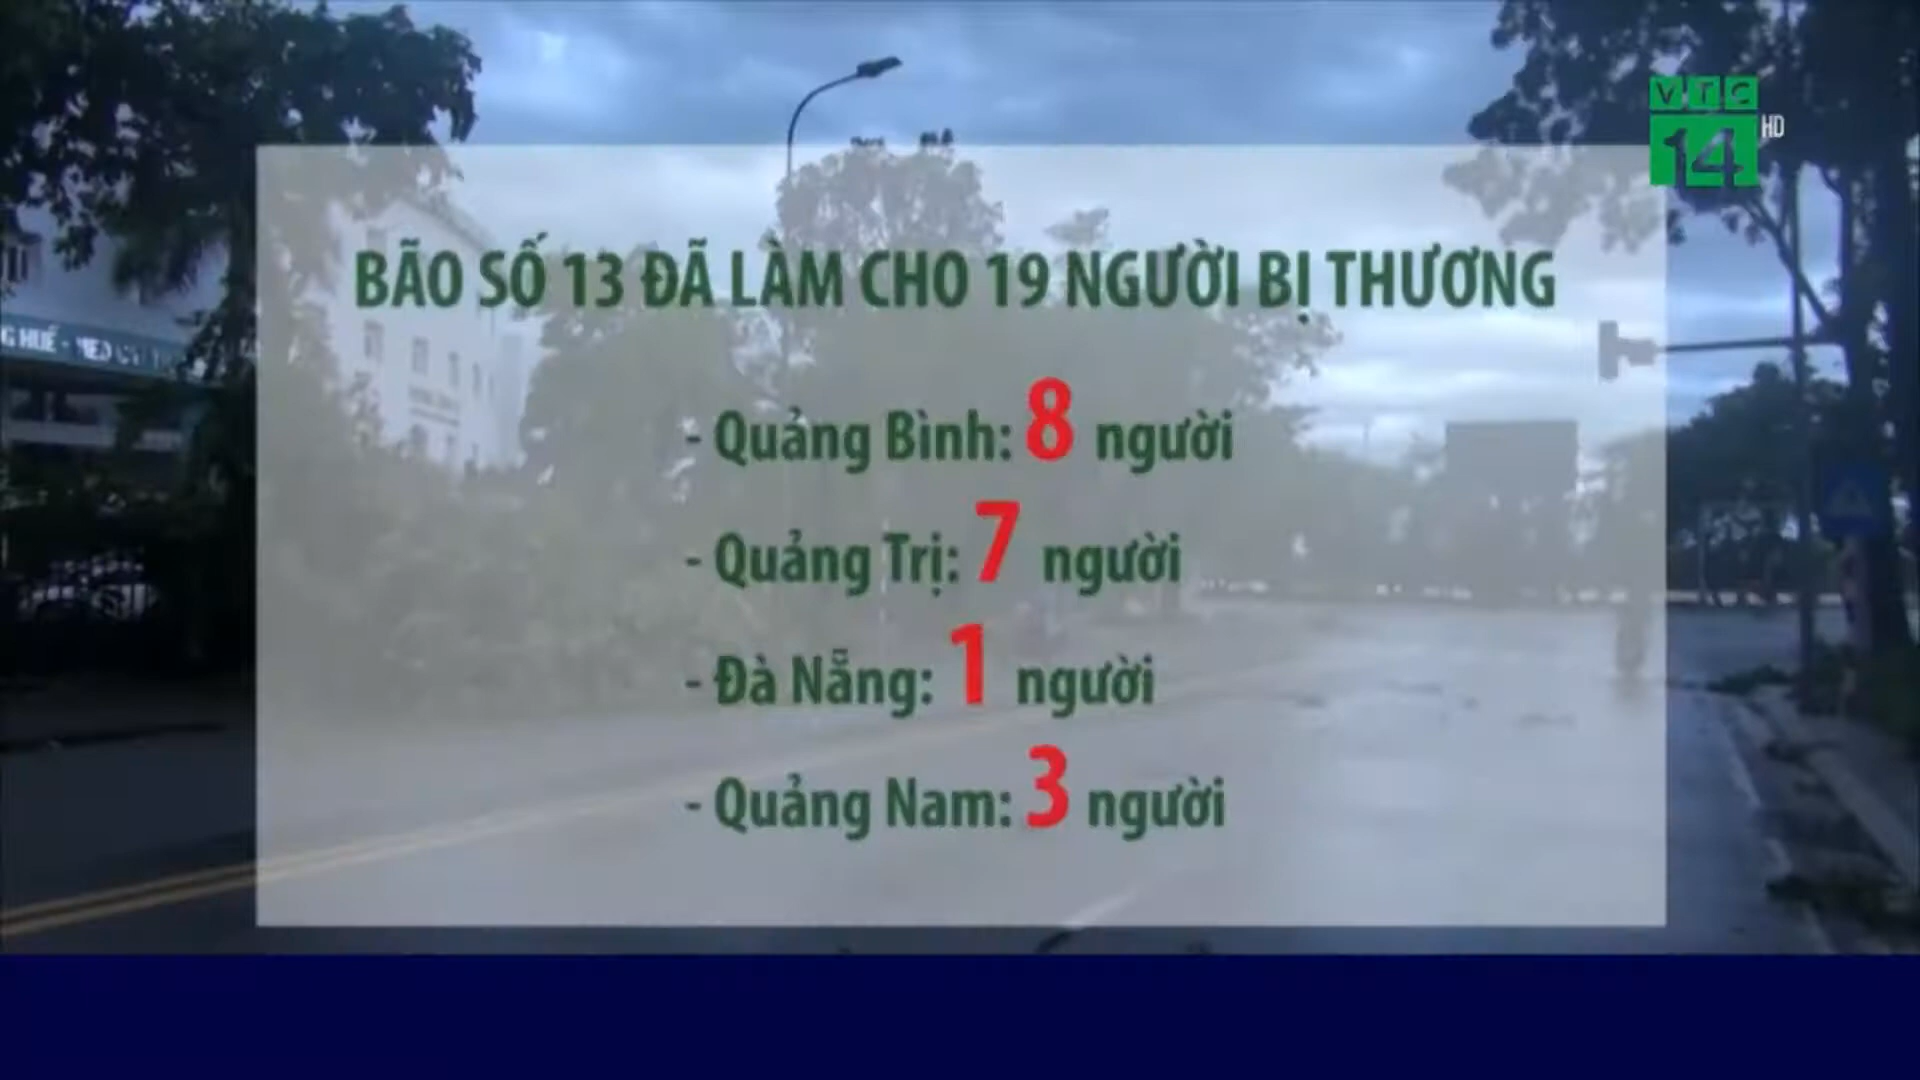 VTC
14 HD
BÃO SỐ 13 ĐÃ LÀM CHO 19 NGƯỜI BỊ THƯƠNG
G HUẾ -
- Quảng Bình: 8 người
- Quảng Trị: 7 người
- Đà Nẵng: 1 người
- Quảng Nam: 3 người